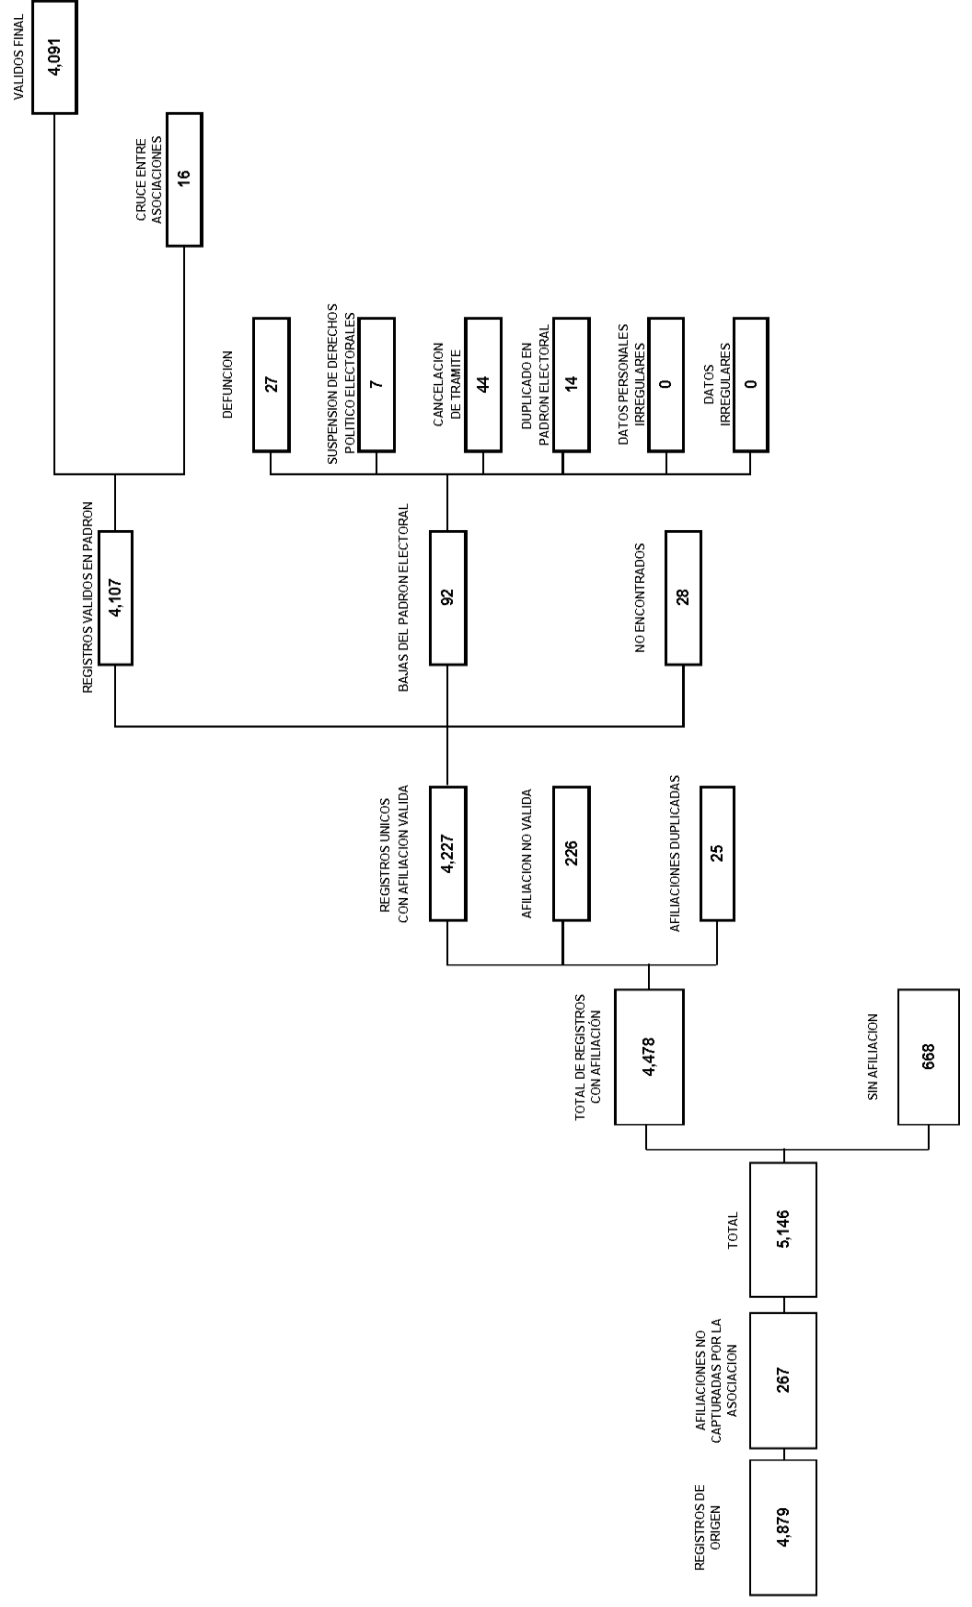 REGISTROS DE
ORIGEN
4,879
AFILIACIONES NO
CAPTURADAS POR LA
ASOCIACION
267
TOTAL
5,146
TOTAL DE REGISTROS
CON AFILIACIÓN
4,478
SIN AFILIACION
668
REGISTROS UNICOS
CON AFILIACION VALIDA
4,227
AFILIACION NO VALIDA
226
AFILIACIONES DUPLICADAS
25
REGISTROS VALIDOS EN PADRON
4,107
BAJAS DEL PADRON ELECTORAL
92
NO ENCONTRADOS
28
DEFUNCION
27
SUSPENSION DE DERECHOS
POLITICO ELECTORALES
7
CANCELACION
DE TRAMITE
44
DUPLICADO EN
PADRON ELECTORAL
14
DATOS PERSONALES
IRREGULARES
0
DATOS
IRREGULARES
0
CRUCE ENTRE
ASOCIACIONES
16
VALIDOS FINAL
4,091